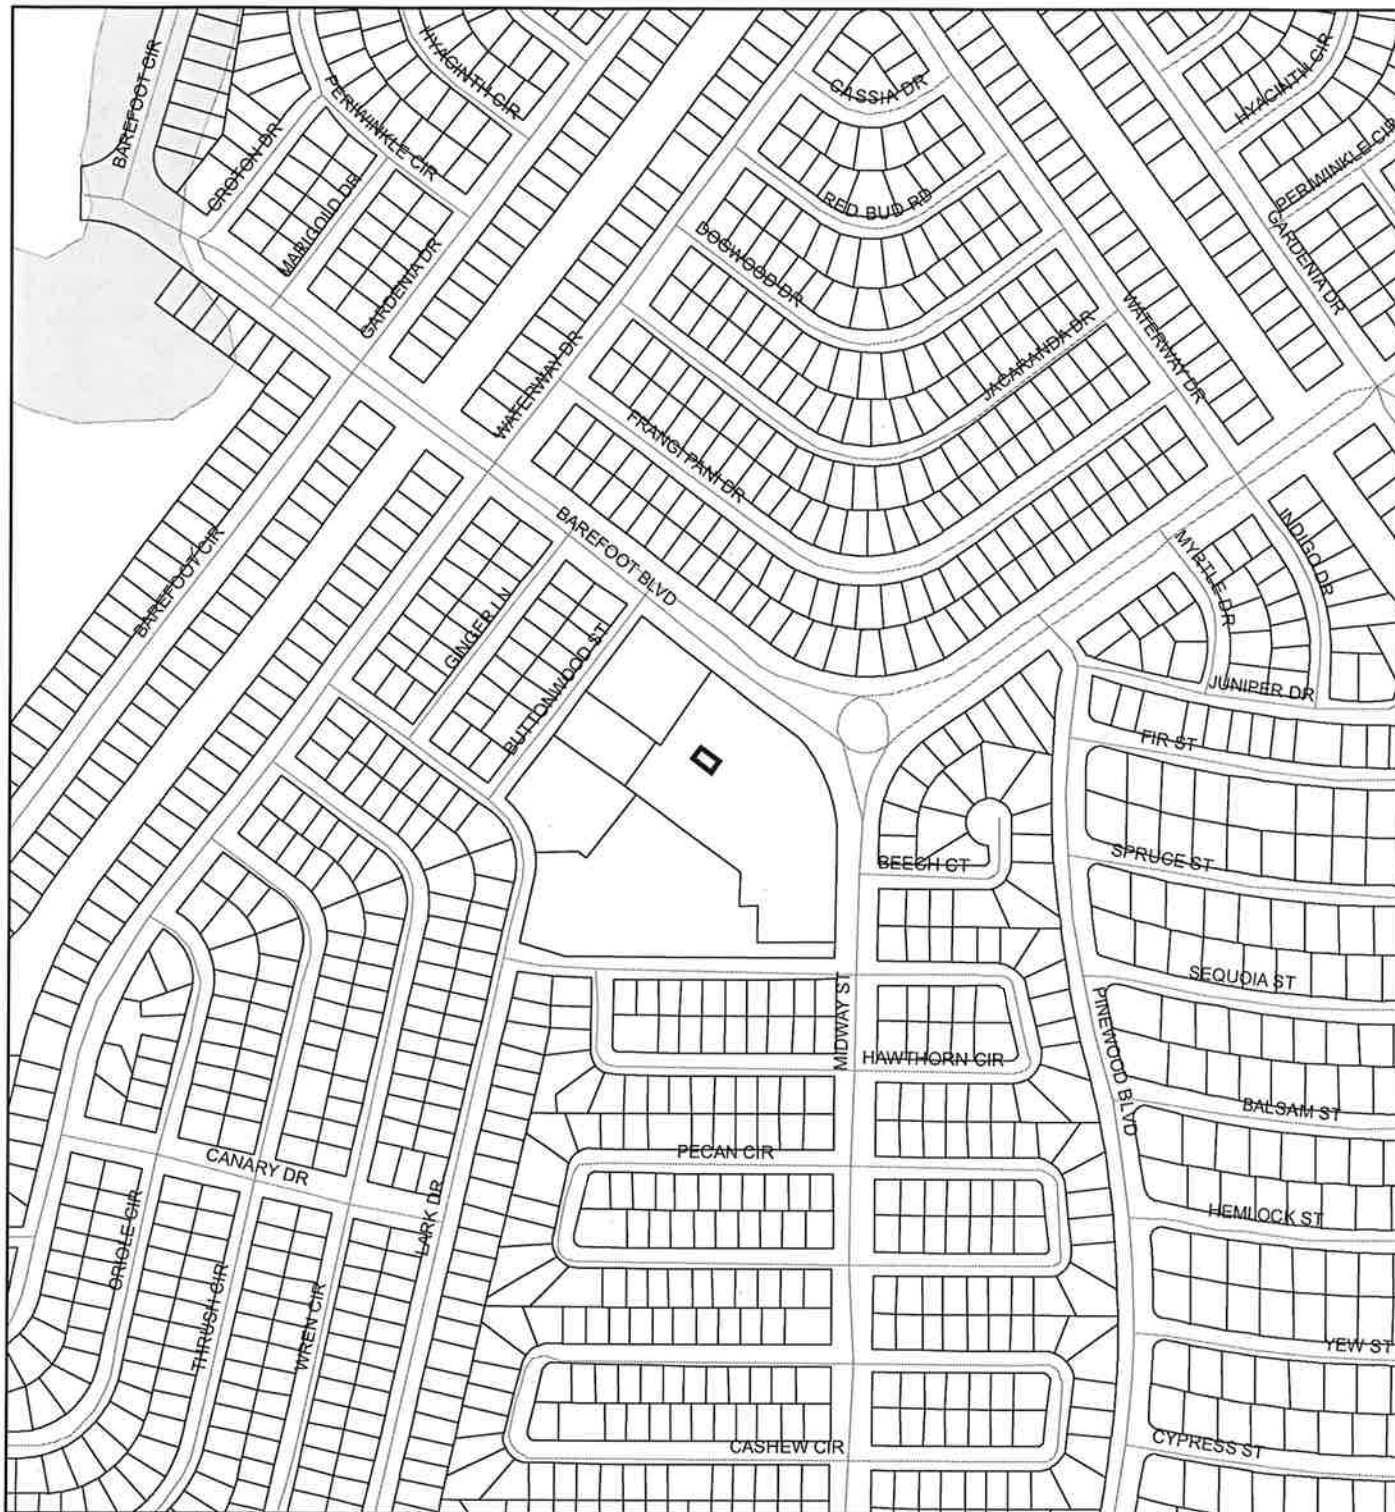 BAREFOOT CIR
HYACINTH CIR
PERIWINKLE CIR
CROTON DR
MARIGOLD DR
GARDENIA DR
CASSIA DR
RED BUD RD
DOGWOOD DR
JACARANDA DR
HYACINTH CIR
PERIWINKLE CIR
GARDENIA DR
WATERWAY DR
WATERWAY DR
FRANGI PANI DR
BAREFOOT BLVD
BAREFOOT CIR
GINGER LN
BUTTONWOOD ST
MYRTLE DR
INDIGO DR
JUNIPER DR
FIR ST
SPRUCE ST
BEECH CT
SEQUOIA ST
MIDWAY ST
PINEWOOD BLVD
HAWTHORN CIR
BALSAM ST
PECAN CIR
CANARY DR
HEMLOCK ST
ORIOLE CIR
THRUSH CIR
WREN CIR
LARK DR
YEW ST
CASHEW CIR
CYPRESS ST